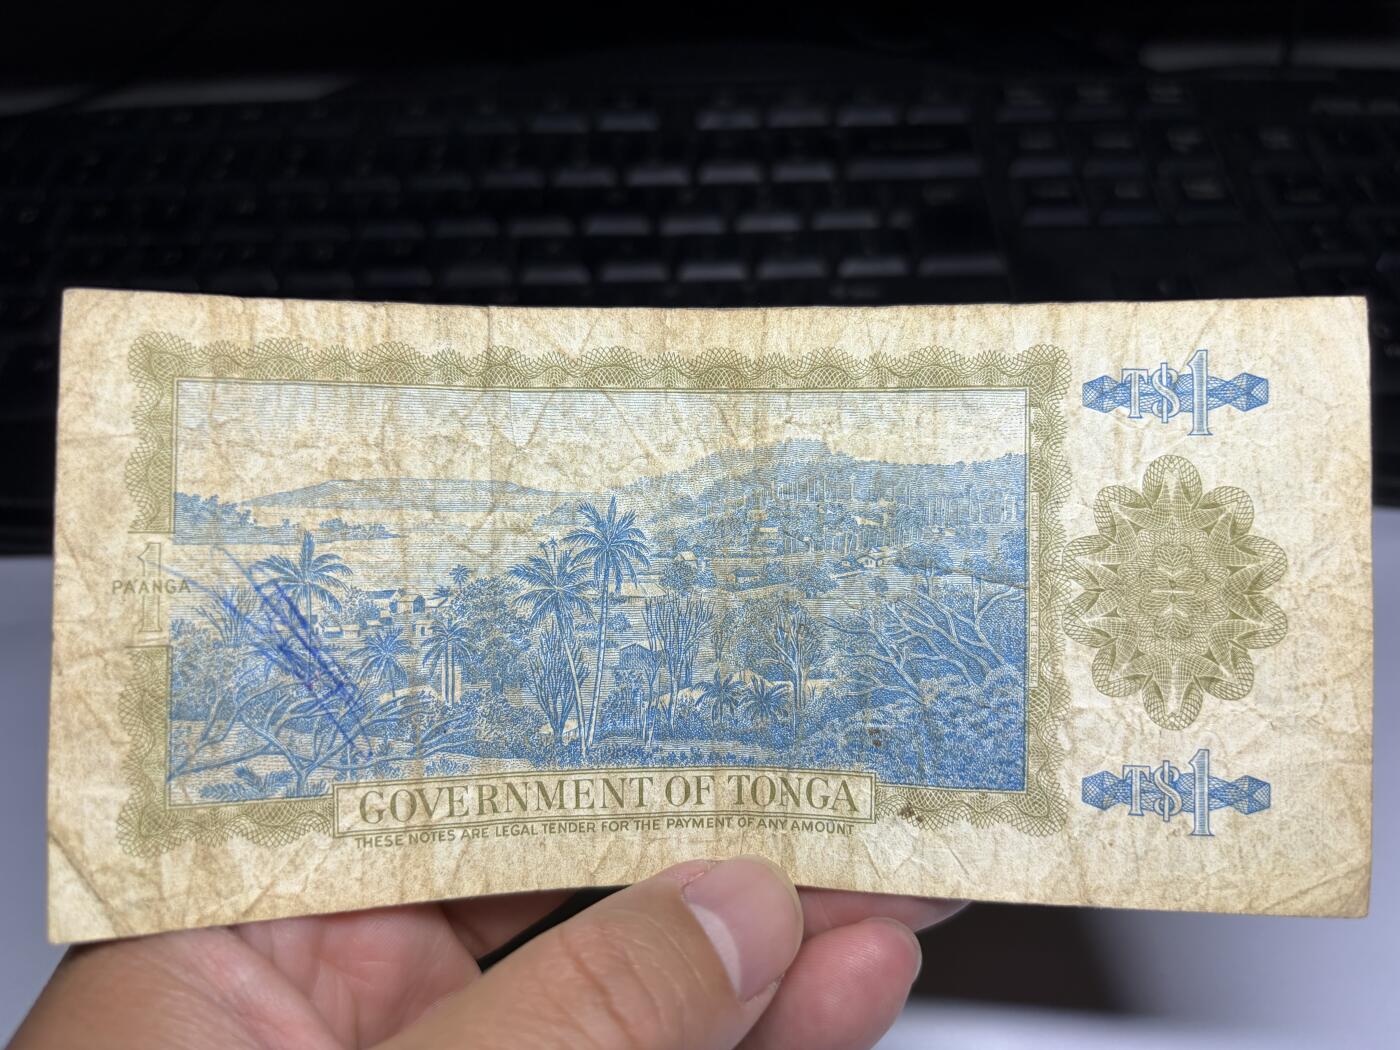 T$1
1
PA'ANGA
1
GOVERNMENT OF TONGA
THESE NOTES ARE LEGAL TENDER FOR THE PAYMENT OF ANY AMOUNT
T$1